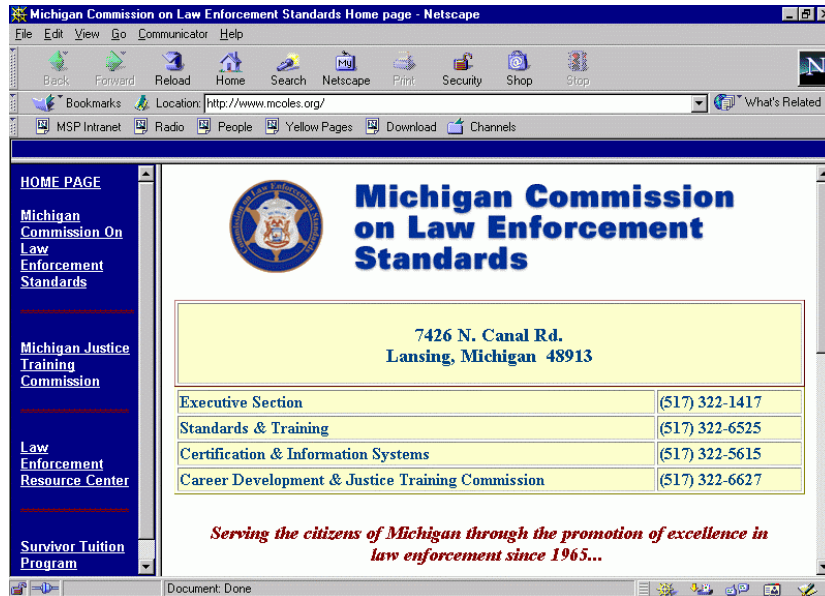 Michigan Commission on Law Enforcement Standards Home page - Netscape
File Edit View Go Communicator Help
Back Forward Reload Home Search Netscape Print Security Shop Stop
N
Bookmarks Location: http://www.mcoles.org/ What's Related
MSP Intranet Radio People Yellow Pages Download Channels
HOME PAGE
Michigan
Commission On
Law
Enforcement
Standards
Michigan Justice
Training
Commission
Law
Enforcement
Resource Center
Survivor Tuition
Program
Commission on Law Enforcement Standards
Michigan Commission
on Law Enforcement
Standards
7426 N. Canal Rd.
Lansing, Michigan 48913
Executive Section (517) 322-1417
Standards & Training (517) 322-6525
Certification & Information Systems (517) 322-5615
Career Development & Justice Training Commission (517) 322-6627
Serving the citizens of Michigan through the promotion of excellence in
law enforcement since 1965...
Document: Done